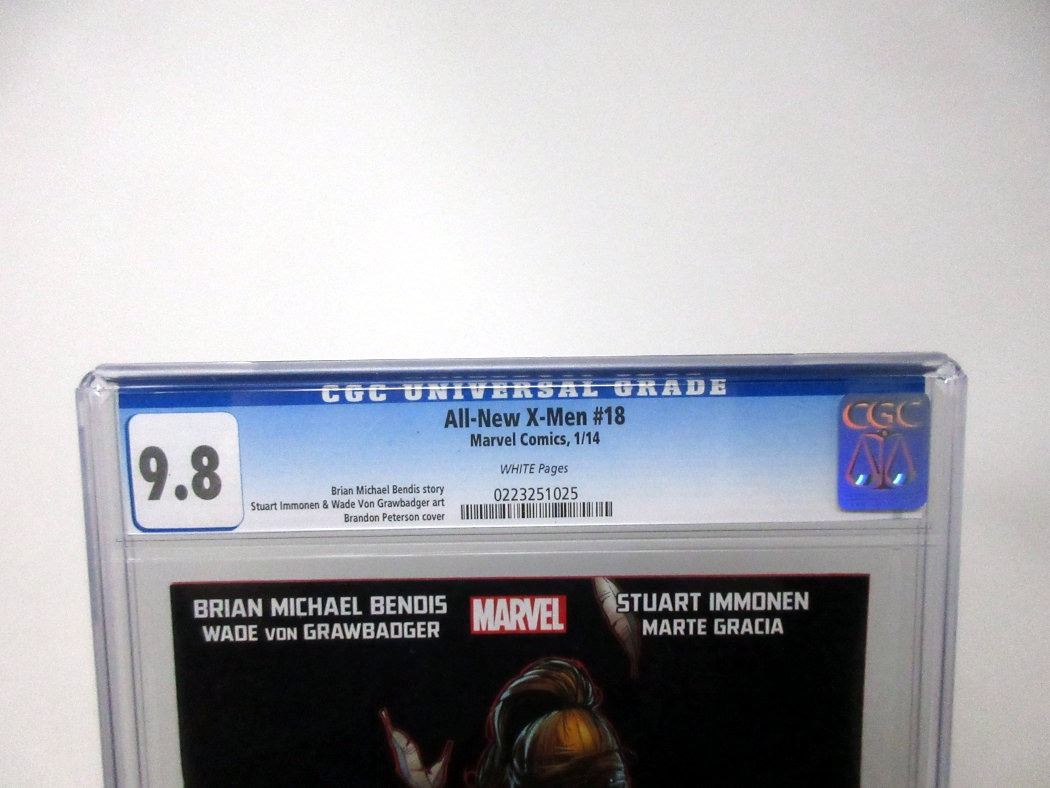 CGC UNIVERSAL GRADE
All-New X-Men #18
Marvel Comics, 1/14
9.8
WHITE Pages
Brian Michael Bendis story
Stuart Immonen & Wade Von Grawbadger art
Brandon Peterson cover
0223251025
CGC
BRIAN MICHAEL BENDIS
WADE VON GRAWBADGER
MARVEL
STUART IMMONEN
MARTE GRACIA